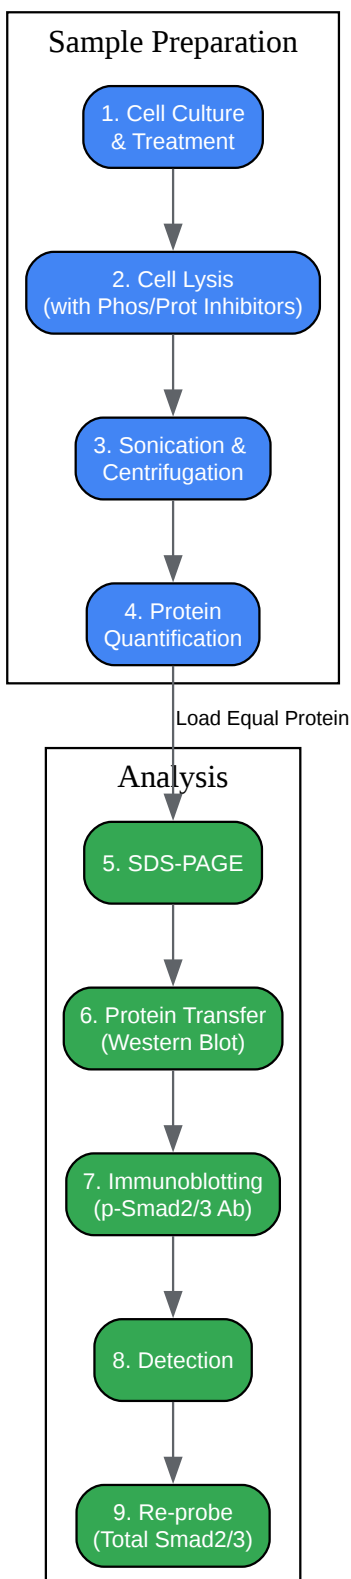 Sample Preparation
1. Cell Culture
& Treatment
2. Cell Lysis
(with Phos/Prot Inhibitors)
3. Sonication &
Centrifugation
4. Protein
Quantification
Load Equal Protein
Analysis
5. SDS-PAGE
6. Protein Transfer
(Western Blot)
7. Immunoblotting
(p-Smad2/3 Ab)
8. Detection
9. Re-probe
(Total Smad2/3)